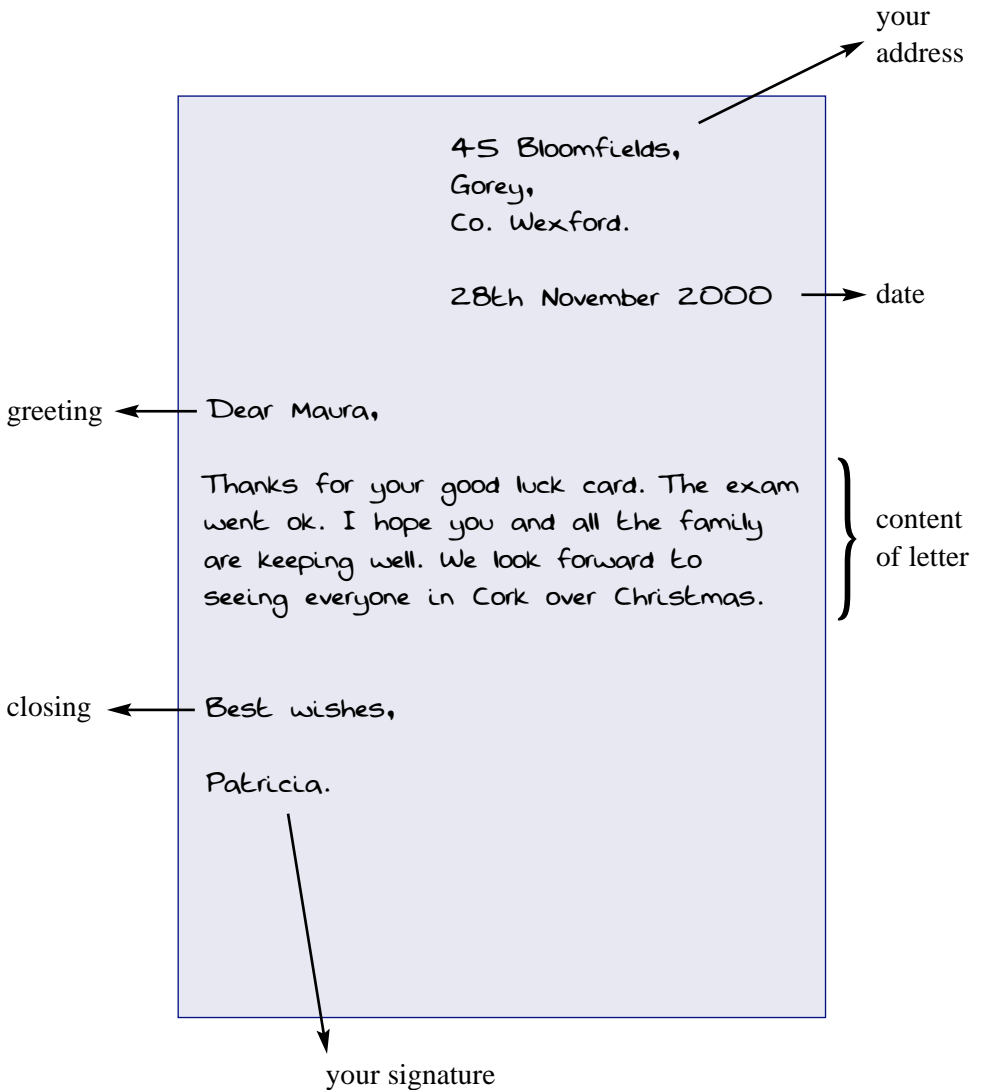 your
address
45 Bloomfields,
Gorey,
Co. Wexford.
28th November 2000
date
greeting
Dear Maura,
Thanks for your good luck card. The exam
went ok. I hope you and all the family
are keeping well. We look forward to
seeing everyone in Cork over Christmas.
content
of letter
closing
Best wishes,
Patricia.
your signature